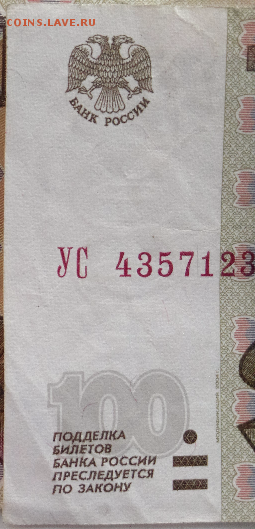 COINS.LAVE.RU
БАНК РОССИИ
УС 4357123
100
ПОДДЕЛКА
БИЛЕТОВ
БАНКА РОССИИ
ПРЕСЛЕДУЕТСЯ
ПО ЗАКОНУ